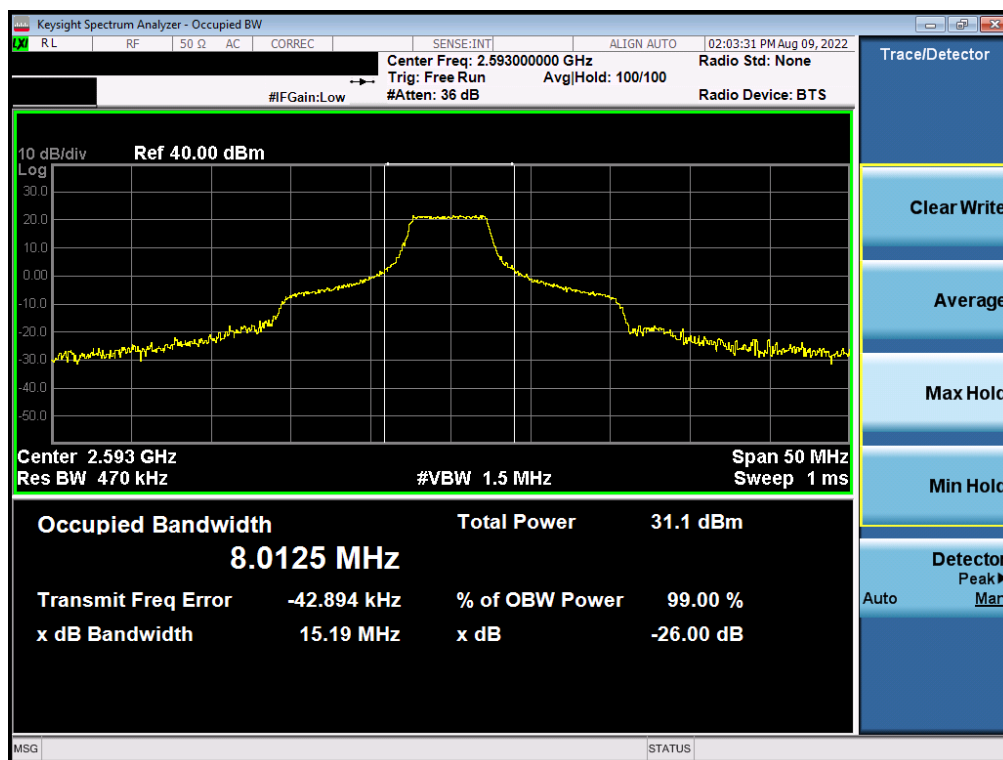 Keysight Spectrum Analyzer - Occupied BW
LXI RL RF 50 Ω AC CORREC SENSE:INT ALIGN AUTO 02:03:31 PM Aug 09, 2022
Center Freq: 2.593000000 GHz Radio Std: None
Trig: Free Run Avg|Hold: 100/100
#IFGain:Low #Atten: 36 dB Radio Device: BTS
Trace/Detector
10 dB/div Ref 40.00 dBm
Log
30.0
20.0
10.0
0.00
-10.0
-20.0
-30.0
-40.0
-50.0
Center 2.593 GHz Span 50 MHz
Res BW 470 kHz #VBW 1.5 MHz Sweep 1 ms
Clear Write
Average
Max Hold
Min Hold
Detector
Peak
Auto Man
Occupied Bandwidth Total Power 31.1 dBm
8.0125 MHz
Transmit Freq Error -42.894 kHz % of OBW Power 99.00 %
x dB Bandwidth 15.19 MHz x dB -26.00 dB
MSG STATUS